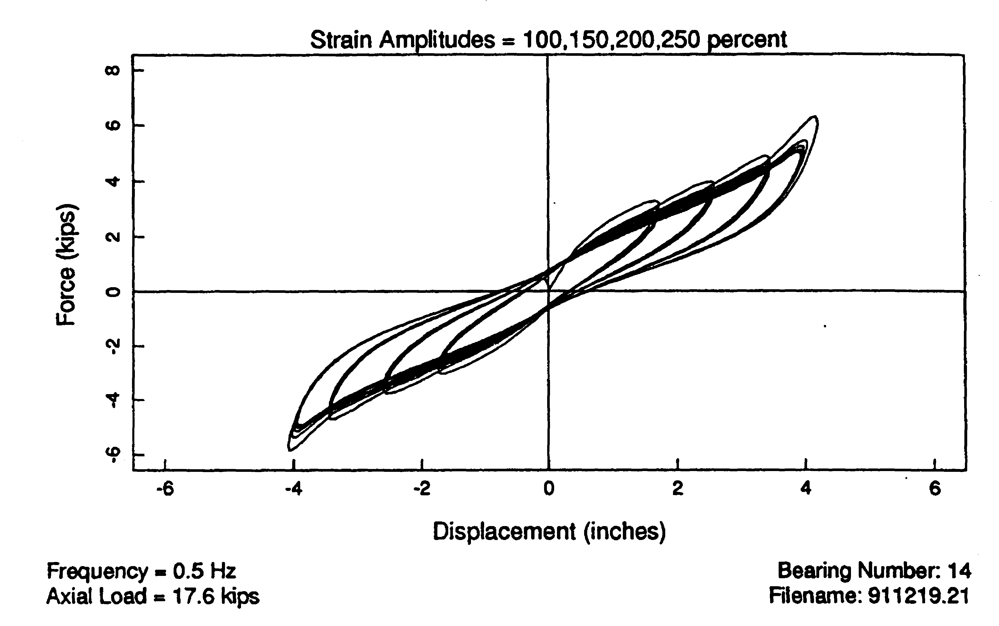 Strain Amplitudes = 100,150,200,250 percent
8
6
4
2
0
-2
-4
-6
Force (kips)
-6 -4 -2 0 2 4 6
Displacement (inches)
Frequency = 0.5 Hz
Axial Load = 17.6 kips
Bearing Number: 14
Filename: 911219.21